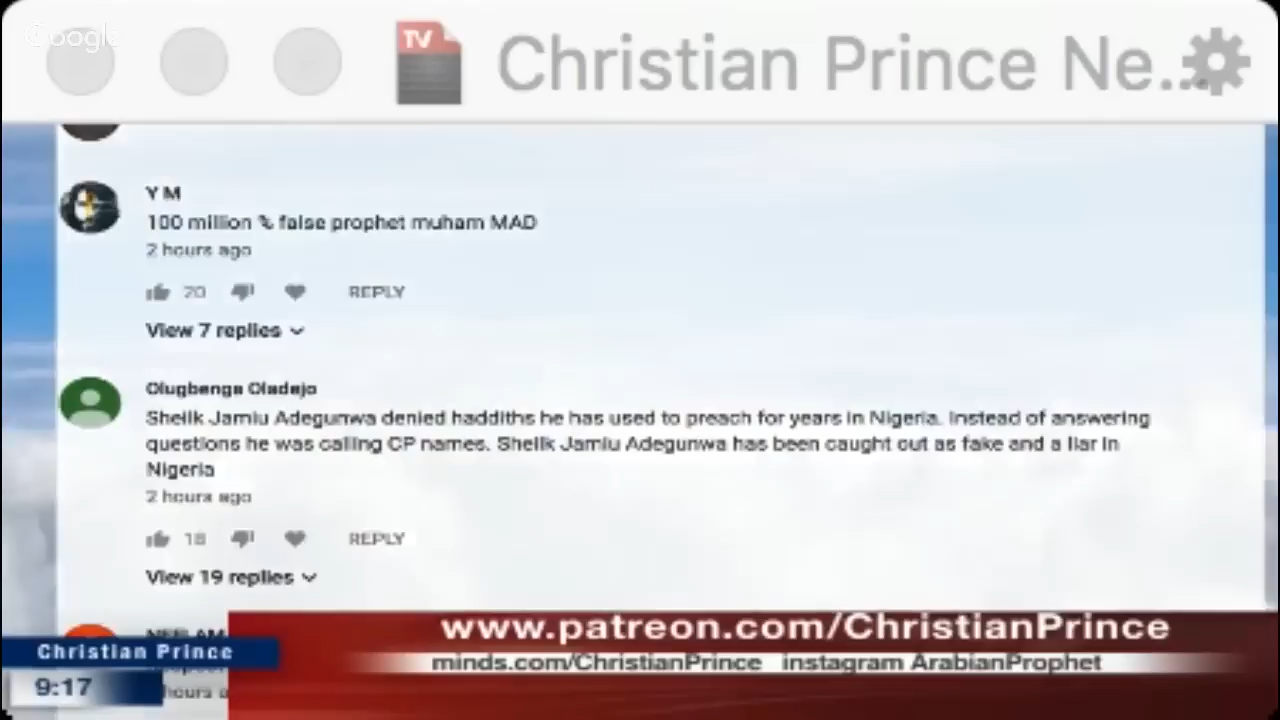 Google
TV
Christian Prince Ne...
Y M
100 million % false prophet muham MAD
2 hours ago
20
REPLY
View 7 replies
Olugbenga Oladejo
Sheik Jamiu Adegunwa denied haddiths he has used to preach for years in Nigeria. Instead of answering
questions he was calling CP names. Sheik Jamiu Adegunwa has been caught out as fake and a liar in
Nigeria
2 hours ago
18
REPLY
View 19 replies
www.patreon.com/ChristianPrince
Christian Prince
minds.com/ChristianPrince instagram ArabianProphet
9:17
hours a